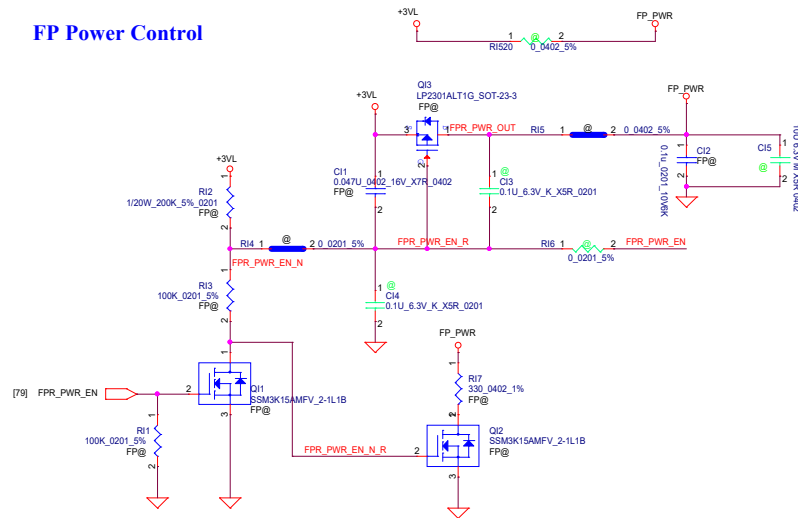 FP Power Control
+3VL
FP_PWR
1
@
2
RI520
0_0402_5%
QI3
LP2301ALT1G_SOT-23-3
FP@
+3VL
FP_PWR
3
1
FPR_PWR_OUT
RI5
1
@
2
0_0402_5%
2
+3VL
1
RI2
1/20W_200K_5%_0201
FP@
2
1
CI1
0.047U_0402_16V_X7R_0402
FP@
2
@
1
CI3
0.1U_6.3V_K_X5R_0201
2
1
CI2
FP@
2
0.1u_0201_10V6K
CI5
1
@
2
RI4
1
@
2
0_0201_5%
FPR_PWR_EN_R
RI6
1
@
2
FPR_PWR_EN
0_0201_5%
FPR_PWR_EN_N
1
RI3
100K_0201_5%
FP@
2
@
1
CI4
0.1U_6.3V_K_X5R_0201
2
FP_PWR
1
RI7
330_0402_1%
FP@
2
1
QI1
SSM3K15AMFV_2-1L1B
FP@
2
3
[79]
FPR_PWR_EN
1
RI1
100K_0201_5%
FP@
2
FPR_PWR_EN_N_R
QI2
SSM3K15AMFV_2-1L1B
FP@
2
3